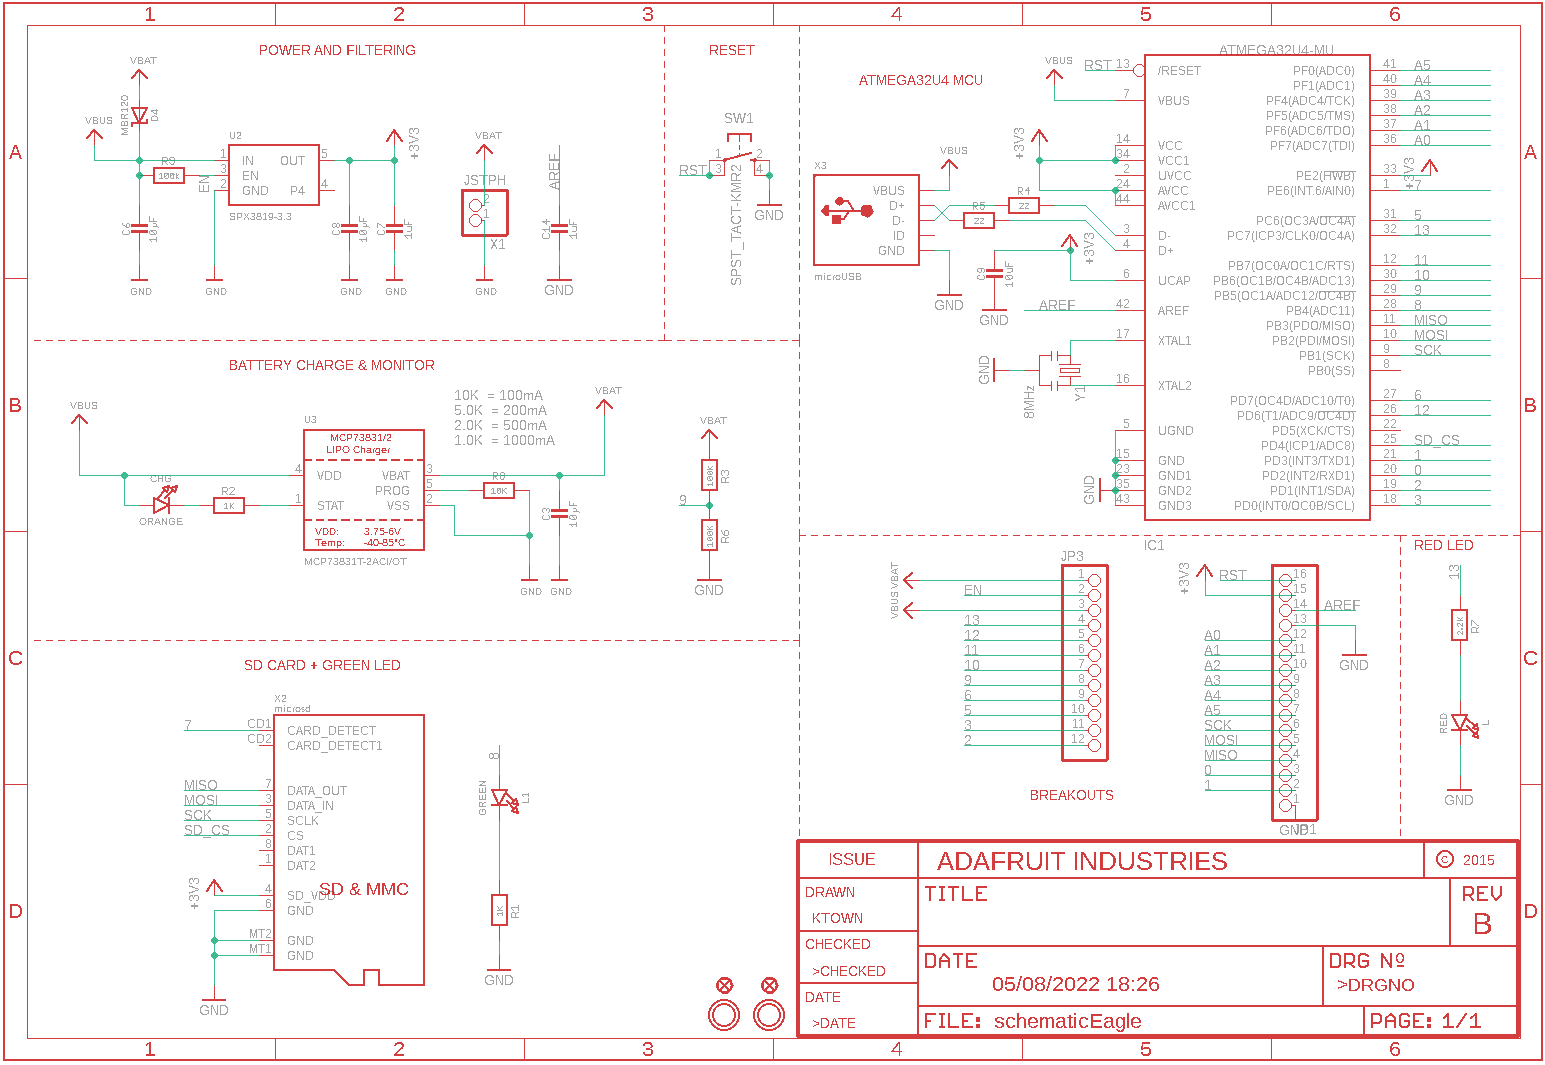 1 2 3 4 5 6
A
B
C
D
POWER AND FILTERING
VBAT
VBUS
MBR120
D4
R9
100k
EN
U2
1 IN OUT 5
3 EN
2 GND P4 4
SPX3819-3.3
+3V3
C6
10µF
C8
10µF
C7
1uF
GND
GND
GND
GND
VBAT
JSTPH
2
1
X1
GND
AREF
C14
1uF
GND
RESET
SW1
RST
1 2
3 4
SPST_TACT-KMR2
GND
ATMEGA32U4 MCU
X3
VBUS
D+
D-
ID
GND
microUSB
VBUS
R4
22
R5
22
GND
+3V3
C9
10uF
GND
AREF
GND
8MHz
Y1
GND
VBUS
+3V3
RST
ATMEGA32U4-MU
13 /RESET
7 VBUS
14 VCC
34 VCC1
2 UVCC
24 AVCC
44 AVCC1
3 D-
4 D+
6 UCAP
42 AREF
17 XTAL1
16 XTAL2
5 UGND
15 GND
23 GND1
35 GND2
43 GND3
PF0(ADC0) 41 A5
PF1(ADC1) 40 A4
PF4(ADC4/TCK) 39 A3
PF5(ADC5/TMS) 38 A2
PF6(ADC6/TDO) 37 A1
PF7(ADC7(TDI) 36 A0
PE2(HWB) 33 +3V3
PE6(INT.6/AIN0) 1 7
PC6(OC3A/OC4A) 31 5
PC7(ICP3/CLK0/OC4A) 32 13
PB7(OC0A/OC1C/RTS) 12 11
PB6(OC1B/OC4B/ADC13) 30 10
PB5(OC1A/ADC12/OC4B) 29 9
PB4(ADC11) 28 8
PB3(PDO/MISO) 11 MISO
PB2(PDI/MOSI) 10 MOSI
PB1(SCK) 9 SCK
PB0(SS) 8
PD7(OC4D/ADC10/T0) 27 6
PD6(T1/ADC9/OC4D) 26 12
PD5(XCK/CTS) 22
PD4(ICP1/ADC8) 25 SD_CS
PD3(INT3/TXD1) 21 1
PD2(INT2/RXD1) 20 0
PD1(INT1/SDA) 19 2
PD0(INT0/OC0B/SCL) 18 3
IC1
BATTERY CHARGE & MONITOR
VBUS
CHG
ORANGE
R2
1K
U3
MCP73831/2
LIPO Charger
4 VDD VBAT 3
PROG 5
1 STAT VSS 2
VDD: 3.75-6V
Temp: -40-85°C
MCP73831T-2ACI/OT
10K = 100mA
5.0K = 200mA
2.0K = 500mA
1.0K = 1000mA
VBAT
R8
10K
C3
10µF
GND
GND
VBAT
100K
R3
9
100K
R6
GND
SD CARD + GREEN LED
X2
microsd
7 CD1 CARD_DETECT
CD2 CARD_DETECT1
MISO 7 DATA_OUT
MOSI 3 DATA_IN
SCK 5 SCLK
SD_CS 2 CS
8 DAT1
1 DAT2
+3V3 4 SD_VDD
6 GND
MT2 GND
MT1 GND
SD & MMC
GND
8
GREEN
L1
1K
R1
GND
JP3
VBAT 1
EN 2
VBUS 3
13 4
12 5
11 6
10 7
9 8
6 9
5 10
3 11
2 12
BREAKOUTS
+3V3
RST 16
15
14 AREF
13 GND
A0 12
A1 11
A2 10
A3 9
A4 8
A5 7
SCK 6
MOSI 5
MISO 4
0 3
1 2
1
GND
JP1
RED LED
13
2.2K
R7
RED
L
GND
ISSUE
ADAFRUIT INDUSTRIES
© 2015
DRAWN
KTOWN
TITLE
REV
B
CHECKED
>CHECKED
DATE
05/08/2022 18:26
DRG Nº
>DRGNO
DATE
>DATE
FILE: schematicEagle
PAGE: 1/1
A
B
C
D
1 2 3 4 5 6